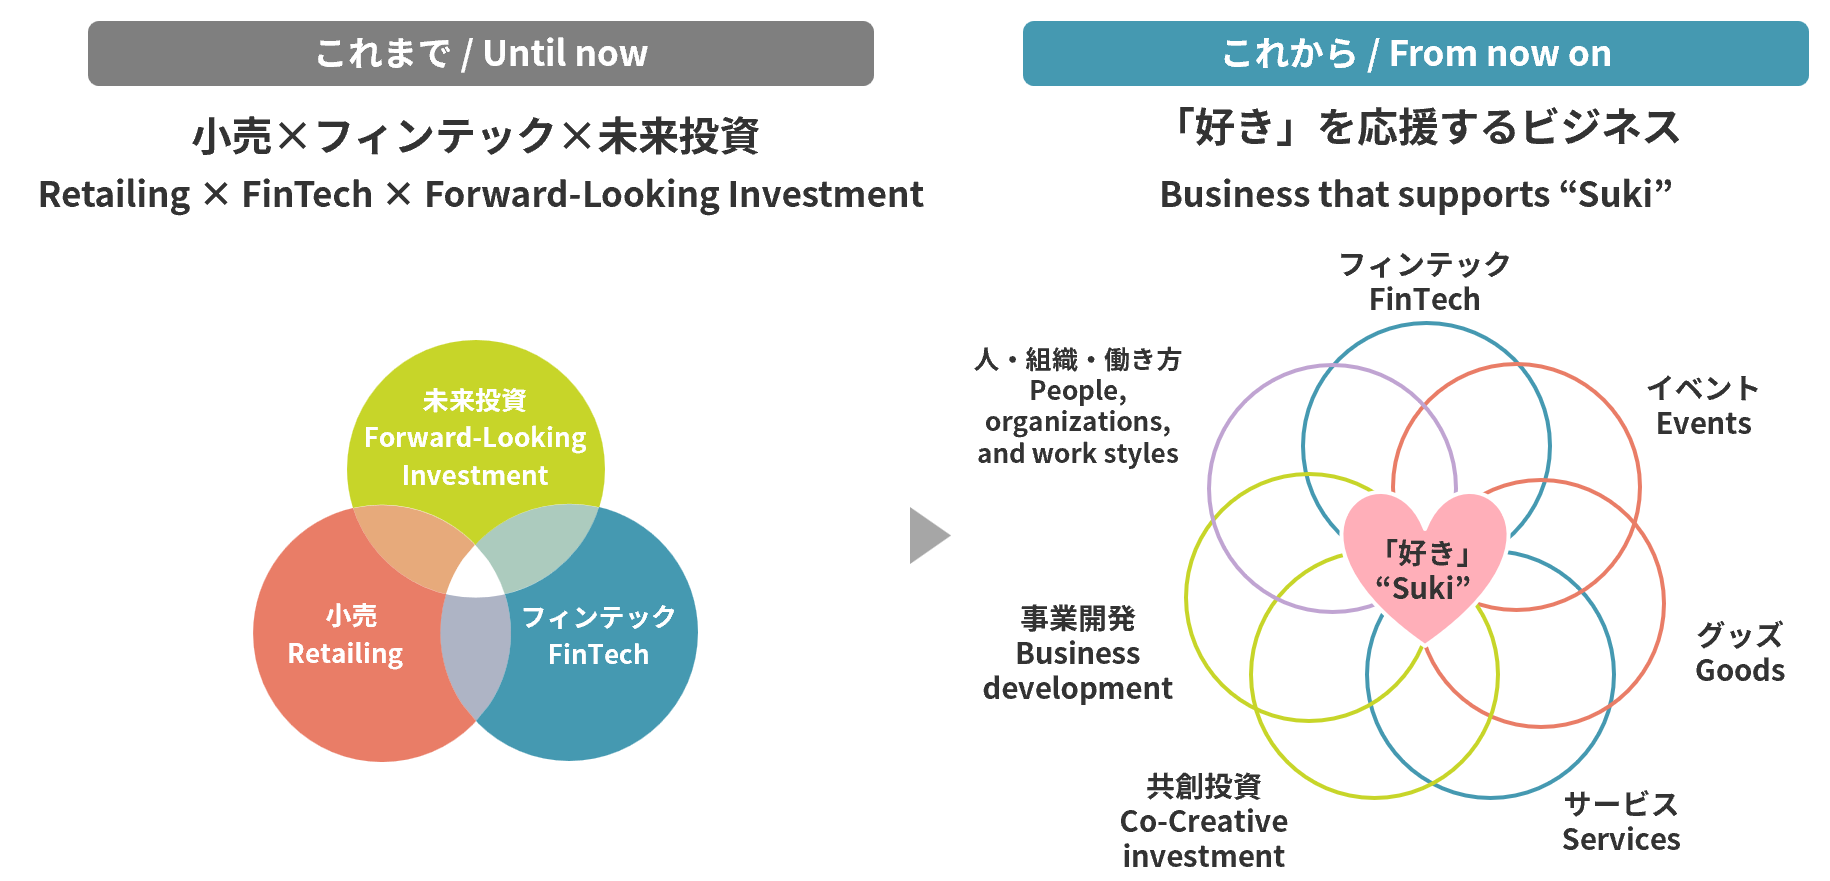 これまで / Until now
小売×フィンテック×未来投資
Retailing × FinTech × Forward-Looking Investment
未来投資
Forward-Looking
Investment
小売
Retailing
フィンテック
FinTech
これから / From now on
「好き」を応援するビジネス
Business that supports “Suki”
フィンテック
FinTech
人・組織・働き方
People,
organizations,
and work styles
イベント
Events
「好き」
“Suki”
事業開発
Business
development
グッズ
Goods
共創投資
Co-Creative
investment
サービス
Services